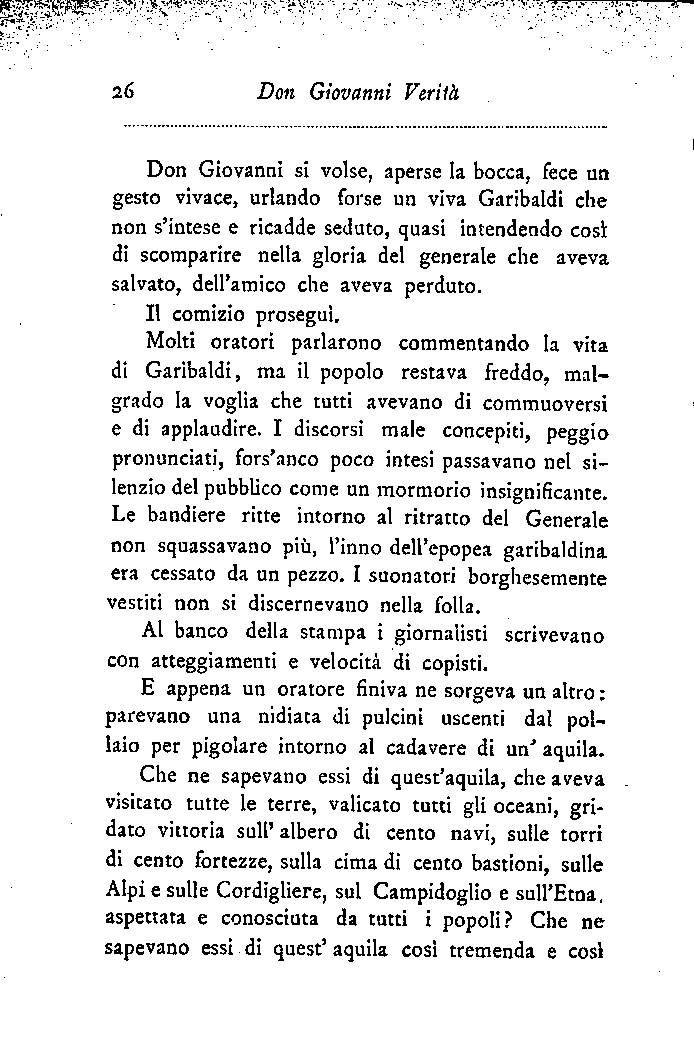 26 Don Giovanni Verità
Don Giovanni si volse, aperse la bocca, fece un
gesto vivace, urlando forse un viva Garibaldi che
non s'intese e ricadde seduto, quasi intendendo così
di scomparire nella gloria del generale che aveva
salvato, dell'amico che aveva perduto.
Il comizio proseguì.
Molti oratori parlarono commentando la vita
di Garibaldi, ma il popolo restava freddo, mal-
grado la voglia che tutti avevano di commuoversi
e di applaudire. I discorsi male concepiti, peggio
pronunciati, fors'anco poco intesi passavano nel si-
lenzio del pubblico come un mormorio insignificante.
Le bandiere ritte intorno al ritratto del Generale
non squassavano più, l'inno dell'epopea garibaldina
era cessato da un pezzo. I suonatori borghesemente
vestiti non si discernevano nella folla.
Al banco della stampa i giornalisti scrivevano
con atteggiamenti e velocità di copisti.
E appena un oratore finiva ne sorgeva un altro:
parevano una nidiata di pulcini uscenti dal pol-
laio per pigolare intorno al cadavere di un' aquila.
Che ne sapevano essi di quest'aquila, che aveva
visitato tutte le terre, valicato tutti gli oceani, gri-
dato vittoria sull' albero di cento navi, sulle torri
di cento fortezze, sulla cima di cento bastioni, sulle
Alpi e sulle Cordigliere, sul Campidoglio e sull'Etna,
aspettata e conosciuta da tutti i popoli? Che ne
sapevano essi di quest' aquila così tremenda e così